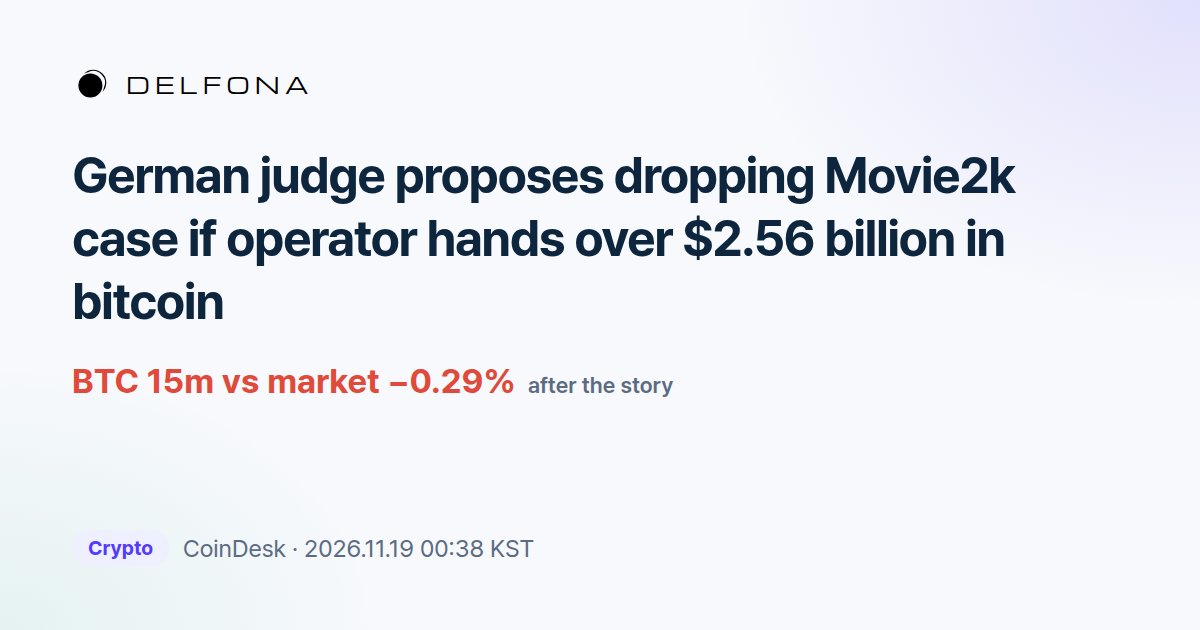 DELFONA
German judge proposes dropping Movie2k
case if operator hands over $2.56 billion in
bitcoin
BTC 15m vs market −0.29% after the story
Crypto CoinDesk · 2026.11.19 00:38 KST